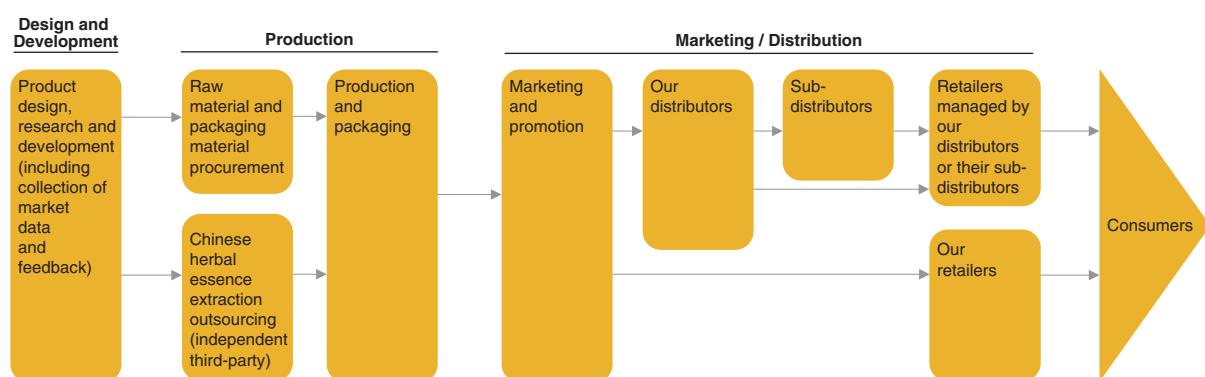 Design and
Development
Production
Marketing / Distribution
Product
design,
research and
development
(including
collection of
market
data
and
feedback)
Raw
material and
packaging
material
procurement
Chinese
herbal
essence
extraction
outsourcing
(independent
third-party)
Production
and
packaging
Marketing
and
promotion
Our
distributors
Sub-
distributors
Retailers
managed by
our
distributors
or their sub-
distributors
Our
retailers
Consumers